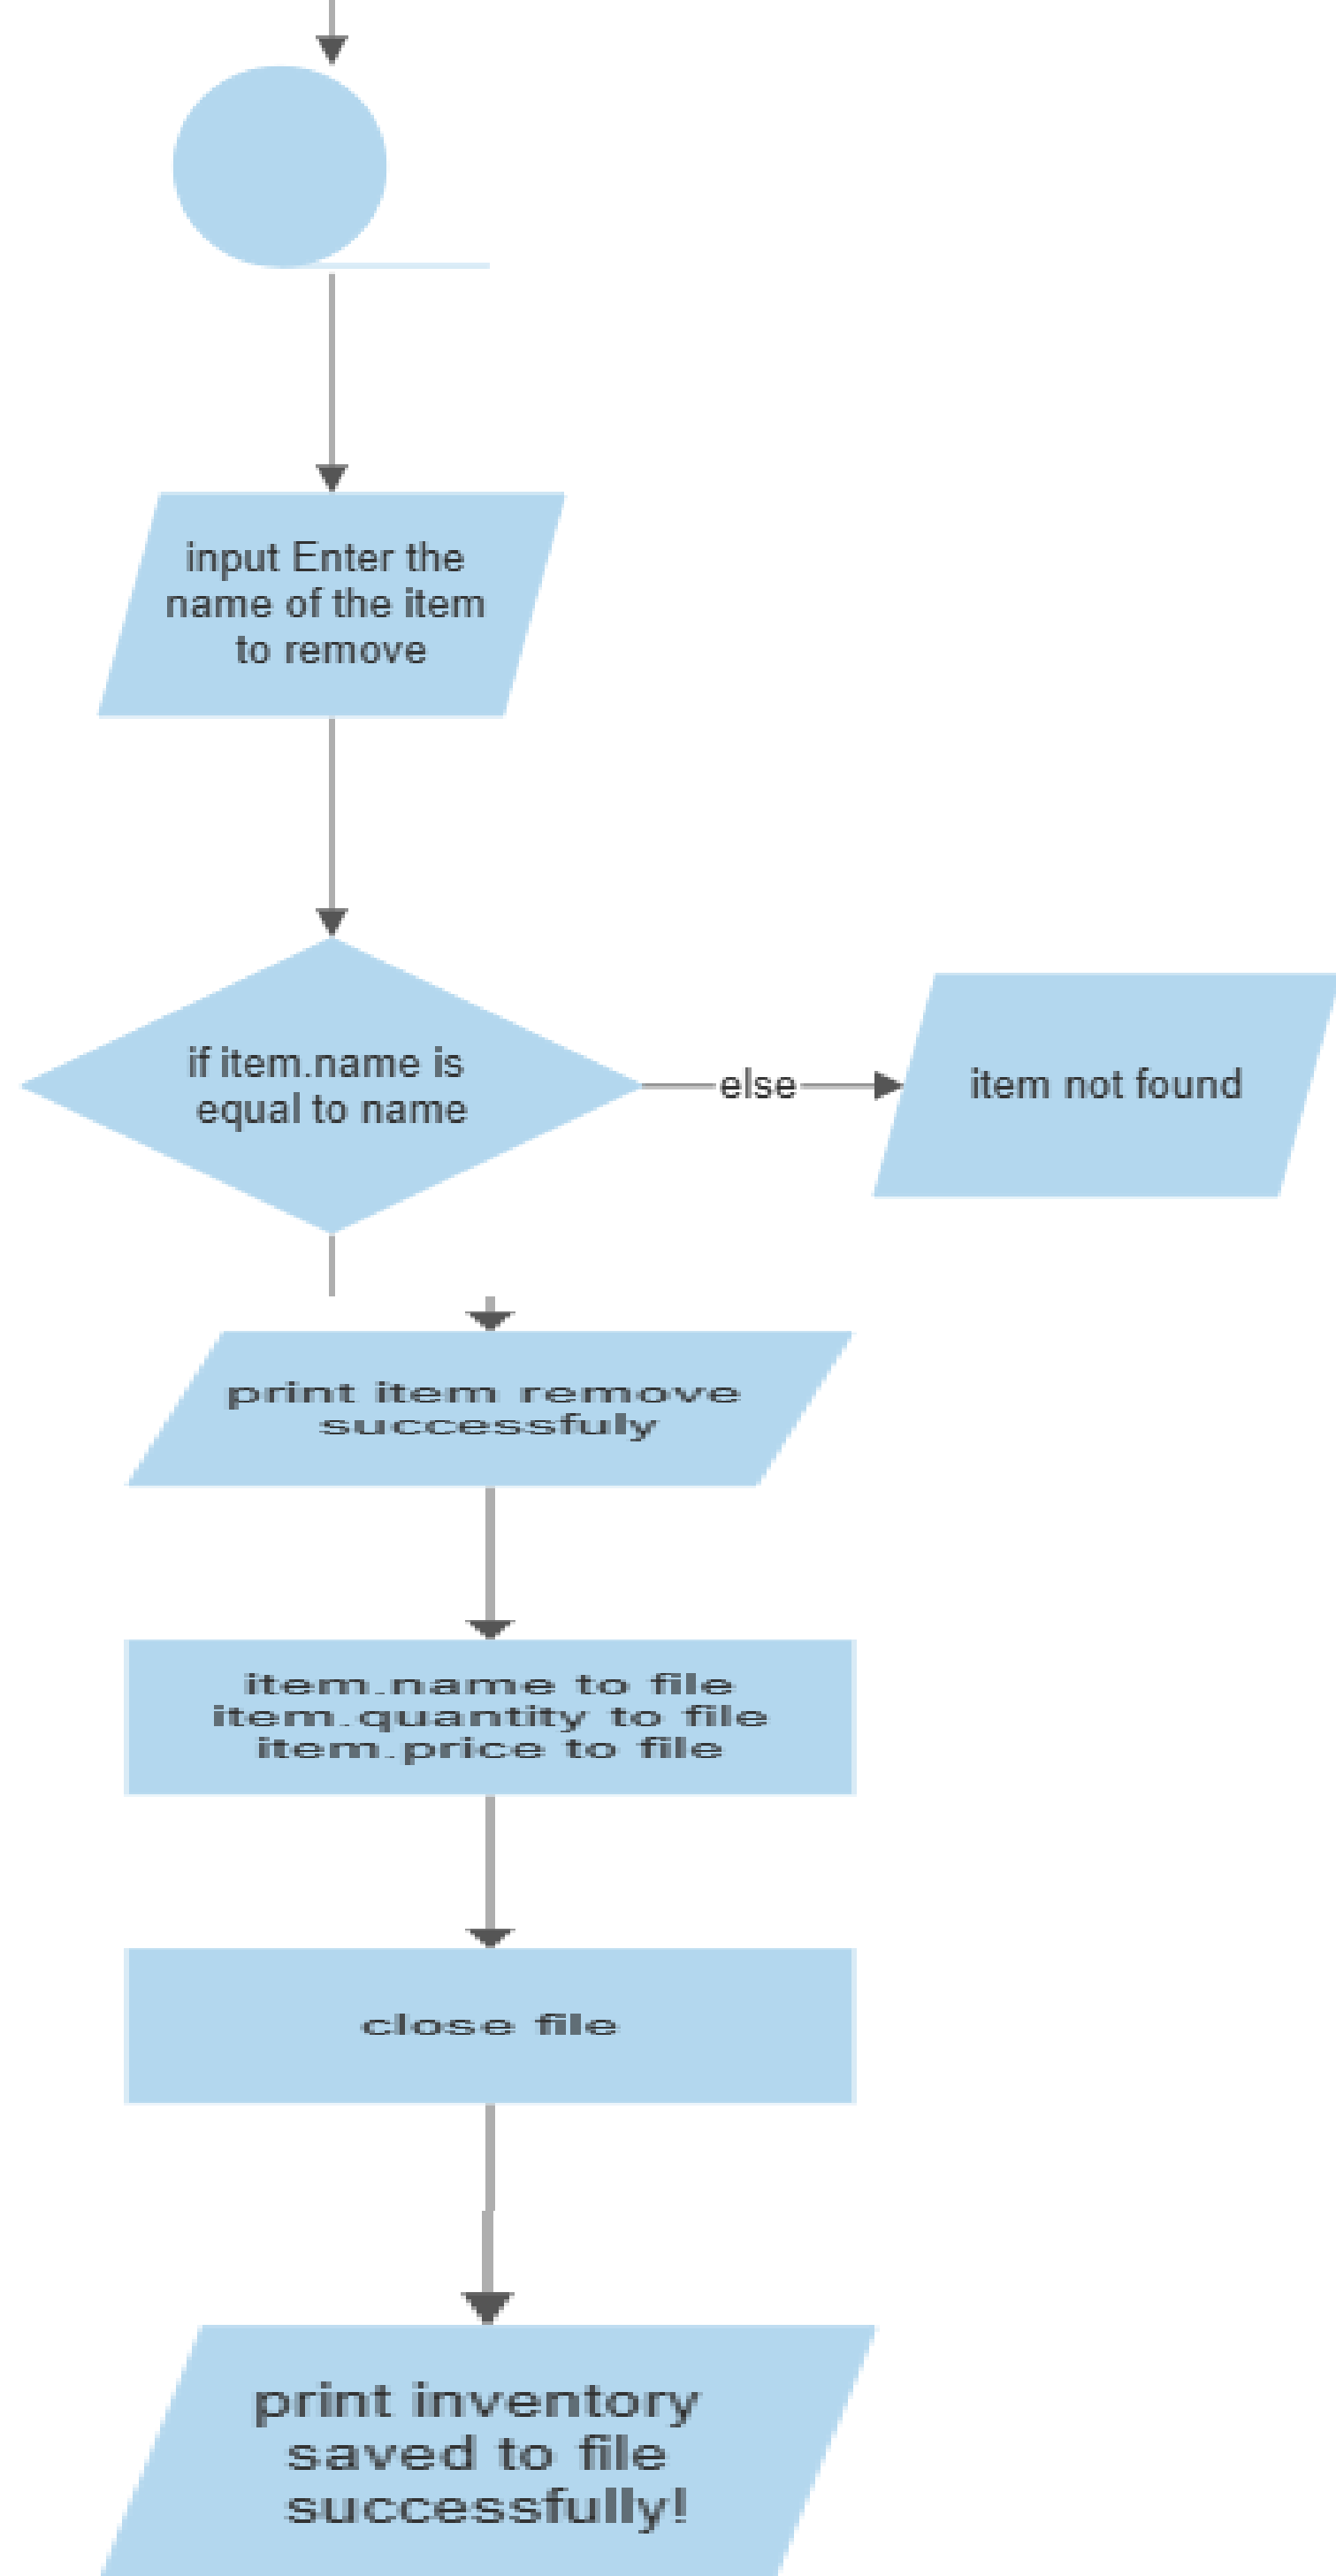 input Enter the
name of the item
to remove
if item.name is
equal to name
else
item not found
print item remove
successfuly
item.name to file
item.quantity to file
item.price to file
close file
print inventory
saved to file
successfully!